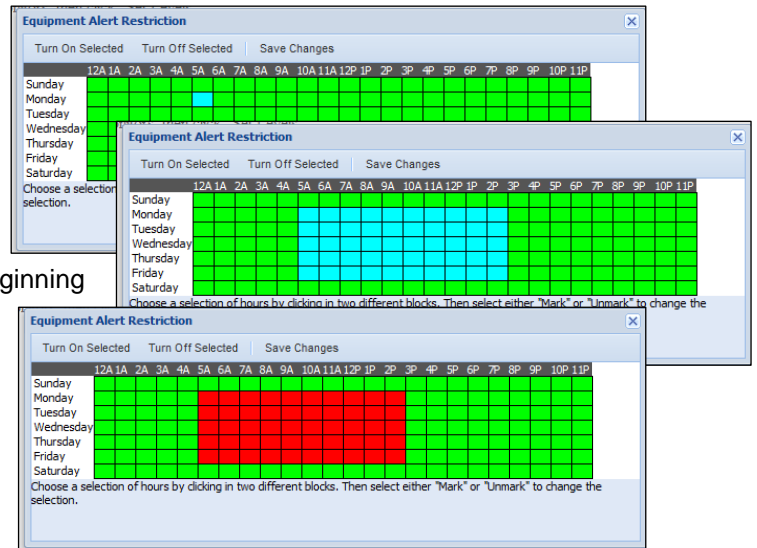 Equipment Alert Restriction
Turn On Selected Turn Off Selected Save Changes
12A 1A 2A 3A 4A 5A 6A 7A 8A 9A 10A 11A 12P 1P 2P 3P 4P 5P 6P 7P 8P 9P 10P 11P
Sunday
Monday
Tuesday
Wednesday
Thursday
Friday
Saturday
Choose a selection
selection.
Equipment Alert Restriction
Turn On Selected Turn Off Selected Save Changes
12A 1A 2A 3A 4A 5A 6A 7A 8A 9A 10A 11A 12P 1P 2P 3P 4P 5P 6P 7P 8P 9P 10P 11P
Sunday
Monday
Tuesday
Wednesday
Thursday
Friday
Saturday
Choose a selection of hours by clicking in two different blocks. Then select either "Mark" or "Unmark" to change the
ginning
Equipment Alert Restriction
Turn On Selected Turn Off Selected Save Changes
12A 1A 2A 3A 4A 5A 6A 7A 8A 9A 10A 11A 12P 1P 2P 3P 4P 5P 6P 7P 8P 9P 10P 11P
Sunday
Monday
Tuesday
Wednesday
Thursday
Friday
Saturday
Choose a selection of hours by clicking in two different blocks. Then select either "Mark" or "Unmark" to change the
selection.